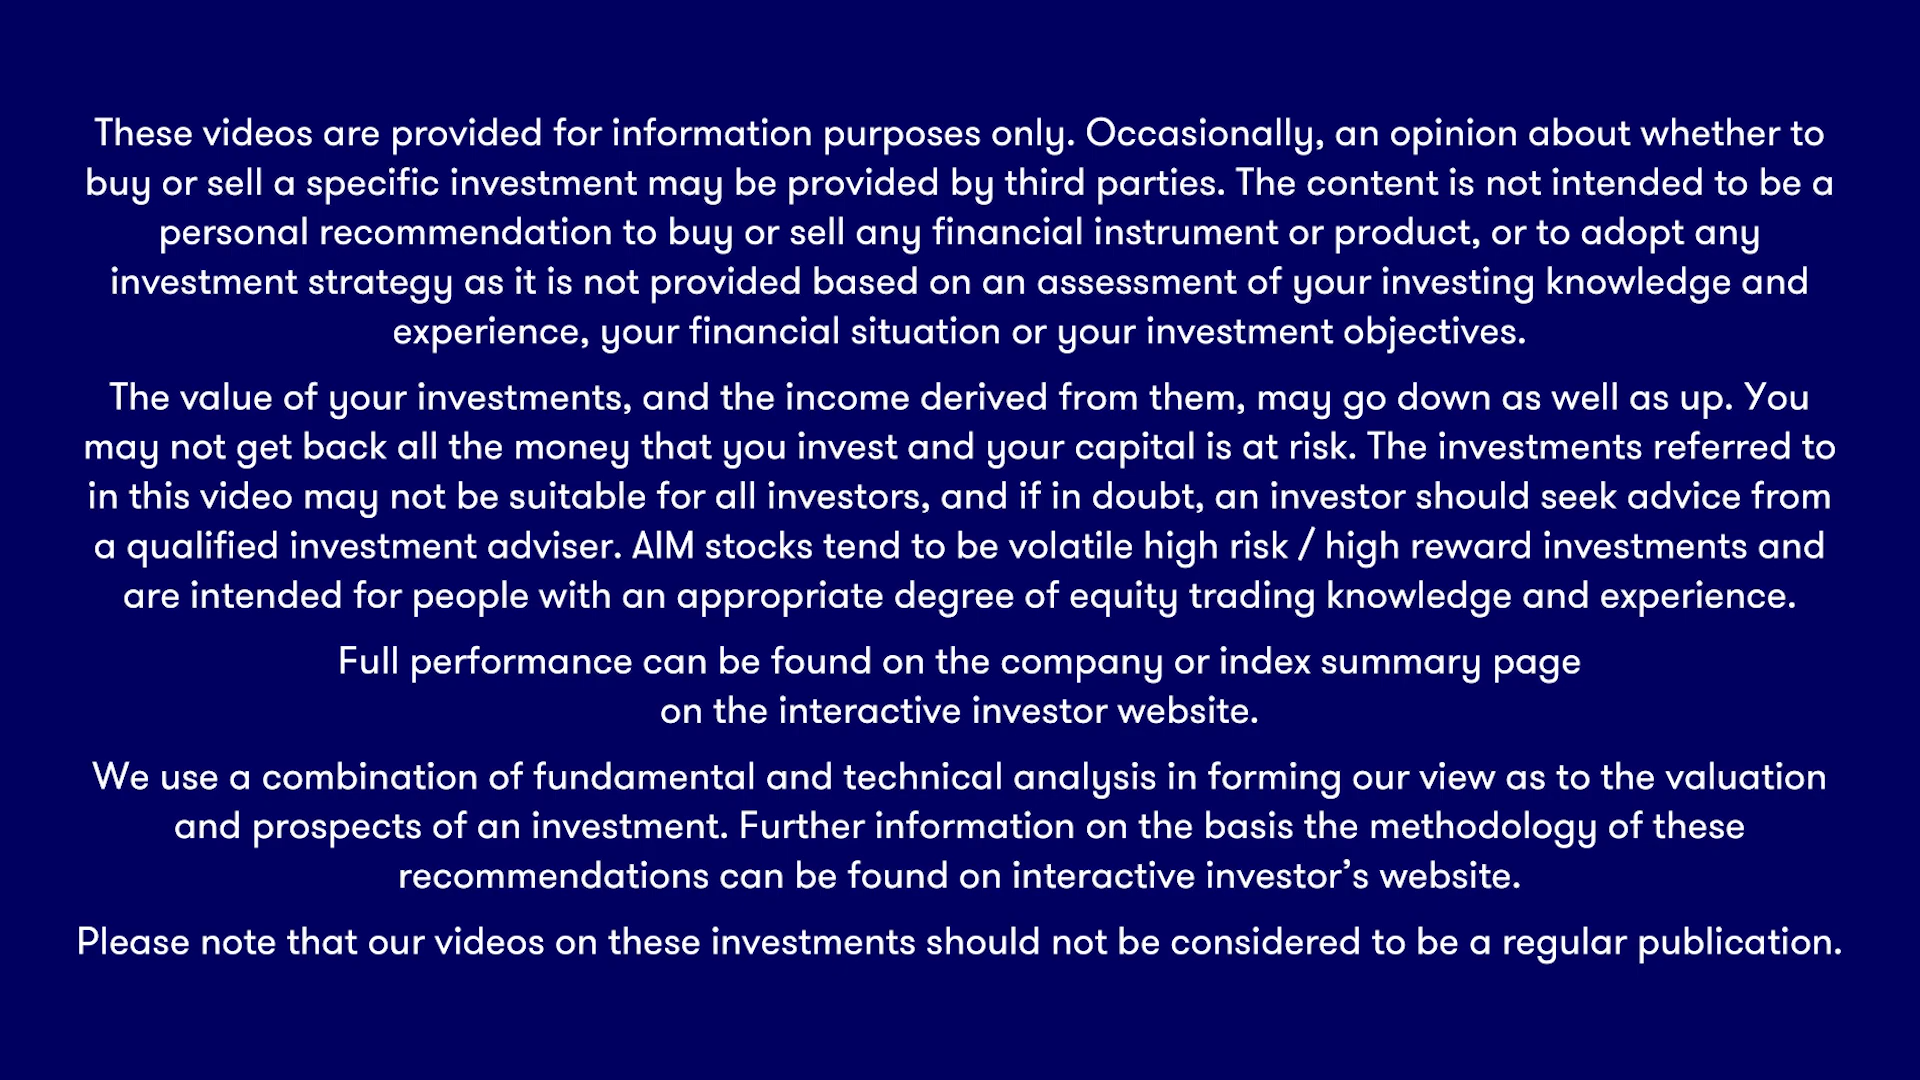 These videos are provided for information purposes only. Occasionally, an opinion about whether to
buy or sell a specific investment may be provided by third parties. The content is not intended to be a
personal recommendation to buy or sell any financial instrument or product, or to adopt any
investment strategy as it is not provided based on an assessment of your investing knowledge and
experience, your financial situation or your investment objectives.
The value of your investments, and the income derived from them, may go down as well as up. You
may not get back all the money that you invest and your capital is at risk. The investments referred to
in this video may not be suitable for all investors, and if in doubt, an investor should seek advice from
a qualified investment adviser. AIM stocks tend to be volatile high risk / high reward investments and
are intended for people with an appropriate degree of equity trading knowledge and experience.
Full performance can be found on the company or index summary page
on the interactive investor website.
We use a combination of fundamental and technical analysis in forming our view as to the valuation
and prospects of an investment. Further information on the basis the methodology of these
recommendations can be found on interactive investor’s website.
Please note that our videos on these investments should not be considered to be a regular publication.